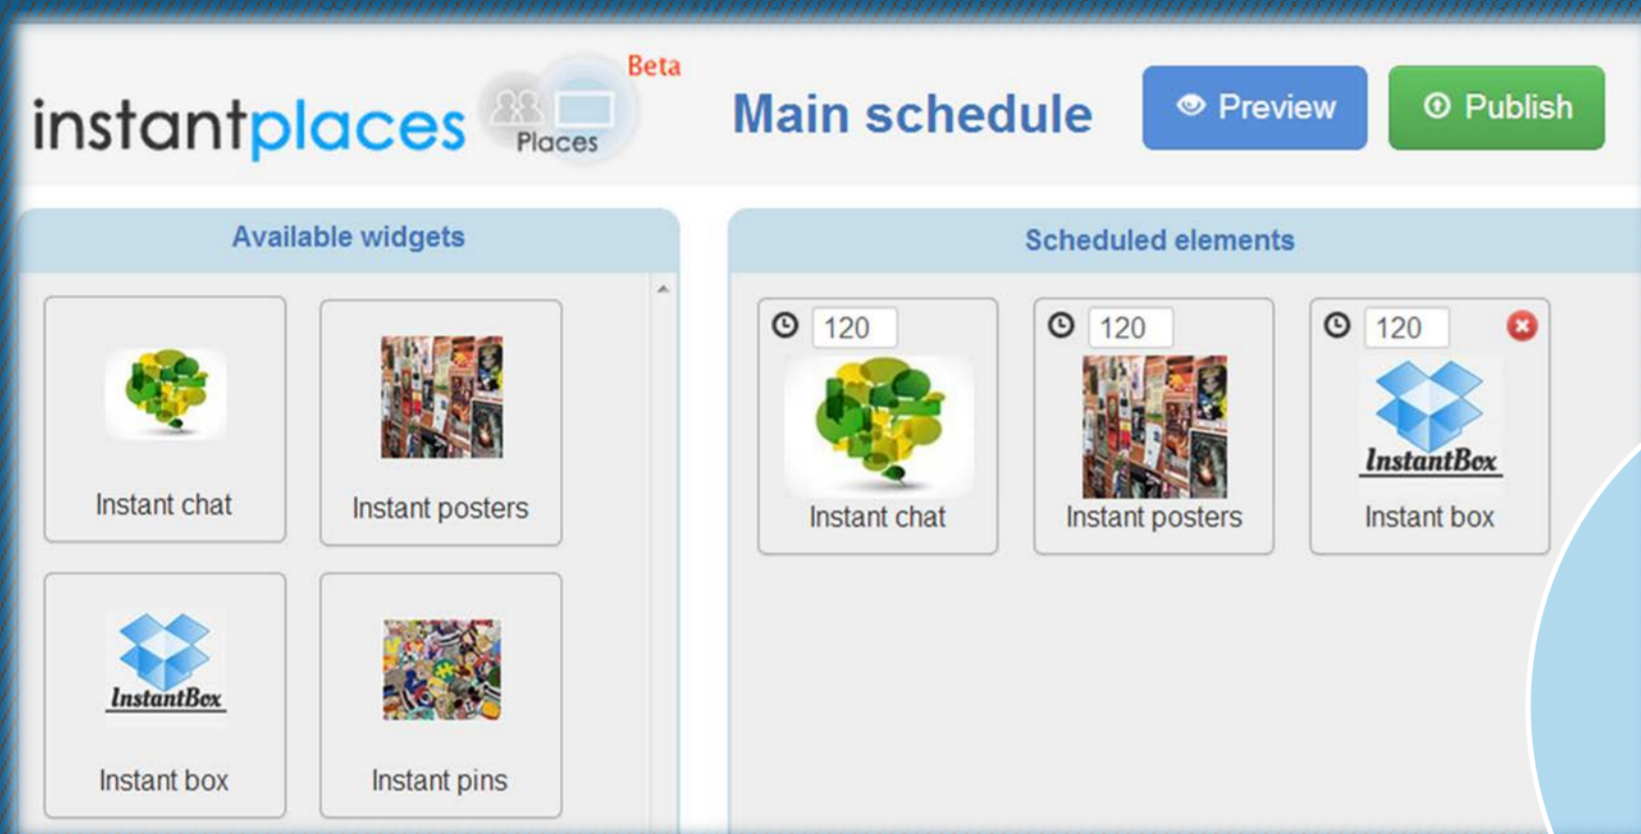 instantplaces
Places
Beta
Main schedule
Preview
Publish
Available widgets
Instant chat
Instant posters
InstantBox
Instant box
Instant pins
Scheduled elements
120
Instant chat
120
Instant posters
120
InstantBox
Instant box